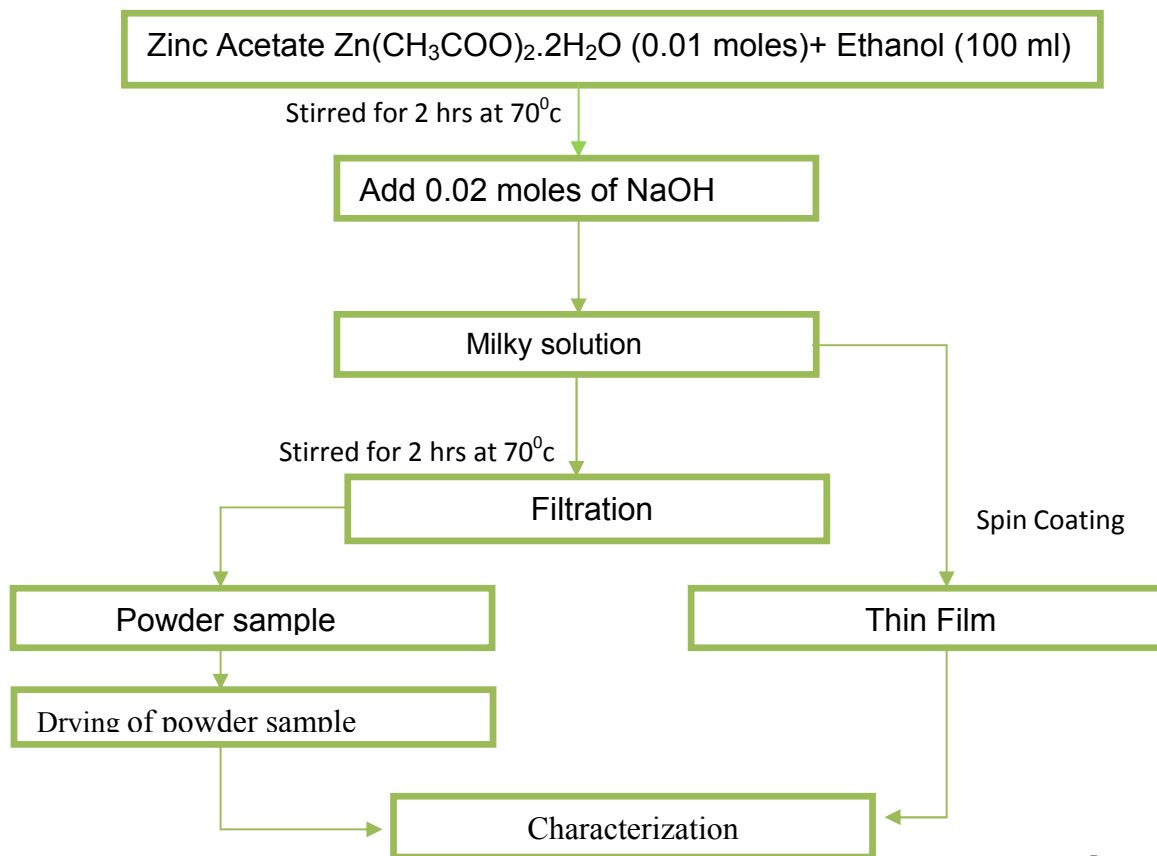 Zinc Acetate Zn(CH₃COO)₂.2H₂O (0.01 moles)+ Ethanol (100 ml)
Stirred for 2 hrs at 70⁰c
Add 0.02 moles of NaOH
Milky solution
Stirred for 2 hrs at 70⁰c
Filtration
Spin Coating
Powder sample
Thin Film
Drying of powder sample
Characterization